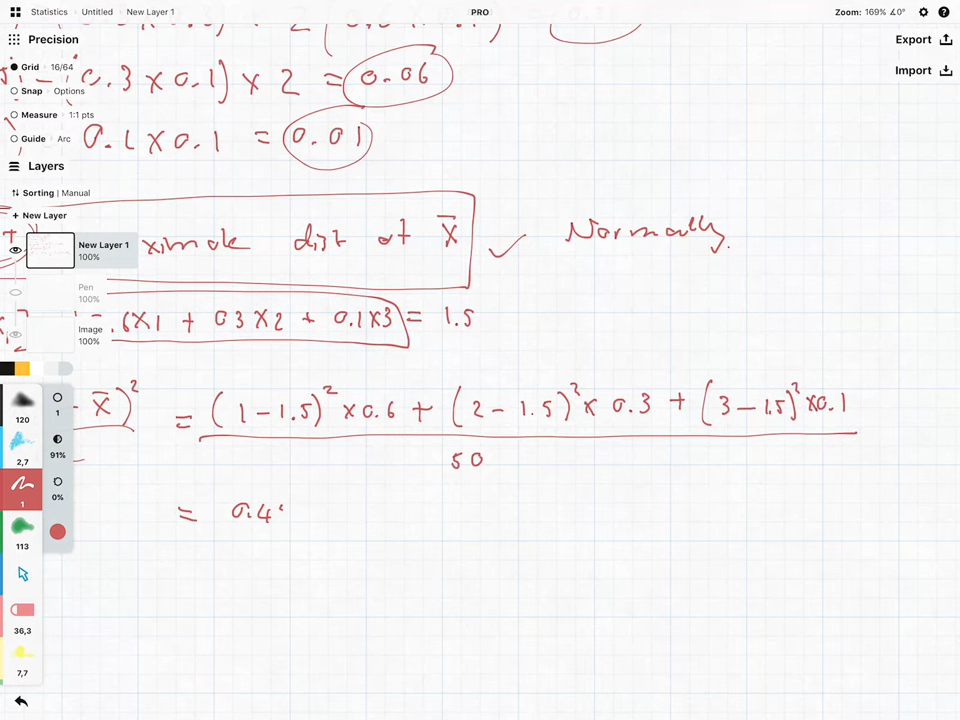 Statistics Untitled New Layer 1 PRO Zoom: 169% ∠0°
Precision
Export
Import
Grid 16/64
Snap Options
Measure 1:1 pts
Guide Arc
Layers
Sorting | Manual
+ New Layer
New Layer 1
100%
Pen
100%
Image
100%
(0.3 x 0.1) x 2 = 0.06
0.1 x 0.1 = 0.01
dist of X̄ ✓ Normally.
.6x1 + 03x2 + 0.1x3 = 1.5
- X̄)² = (1-1.5)² x0.6 + (2-1.5)² x 0.3 + (3-1.5)² x0.1
50
= 0.4
120
2,7
1
113
36,3
7,7
1
91%
0%